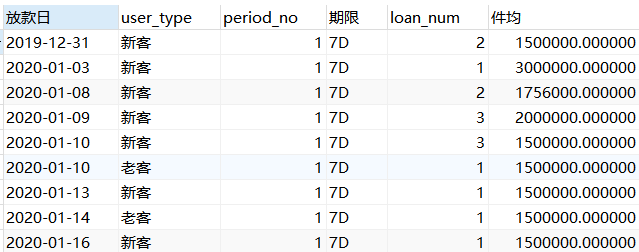 放款日 user_type period_no 期限 loan_num 件均
2019-12-31 新客 1 7D 2 1500000.000000
2020-01-03 新客 1 7D 1 3000000.000000
2020-01-08 新客 1 7D 2 1756000.000000
2020-01-09 新客 1 7D 3 2000000.000000
2020-01-10 新客 1 7D 3 1500000.000000
2020-01-10 老客 1 7D 1 1500000.000000
2020-01-13 新客 1 7D 1 1500000.000000
2020-01-14 老客 1 7D 1 1500000.000000
2020-01-16 新客 1 7D 1 1500000.000000